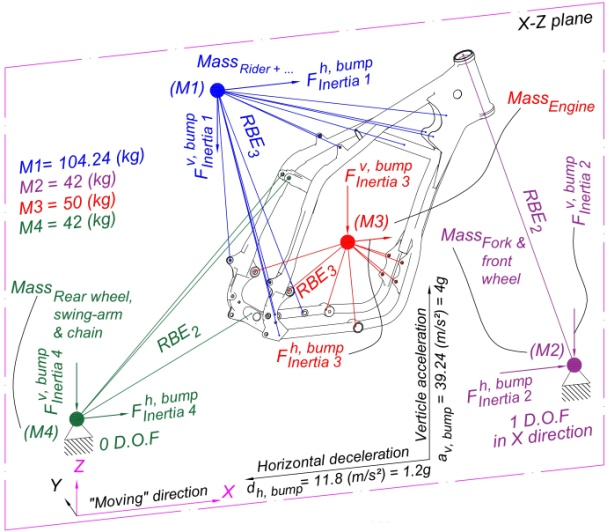 X-Z plane
Mass Rider + ...
(M1)
F h, bump Inertia 1
F v, bump Inertia 1
RBE3
Mass Engine
M1= 104.24 (kg)
M2 = 42 (kg)
M3 = 50 (kg)
M4 = 42 (kg)
F v, bump Inertia 3
(M3)
F v, bump Inertia 2
RBE2
Mass Fork &
front
wheel
RBE3
Mass Rear wheel,
swing-arm
& chain
RBE2
F h, bump Inertia 3
(M2)
F v, bump Inertia 4
F h, bump Inertia 4
F h, bump Inertia 2
(M4)
0 D.O.F
1 D.O.F
in X direction
Verticle acceleration
av, bump = 39.24 (m/s²) = 4g
Horizontal deceleration
dh, bump= 11.8 (m/s²) = 1.2g
Z
Y
"Moving" direction
X